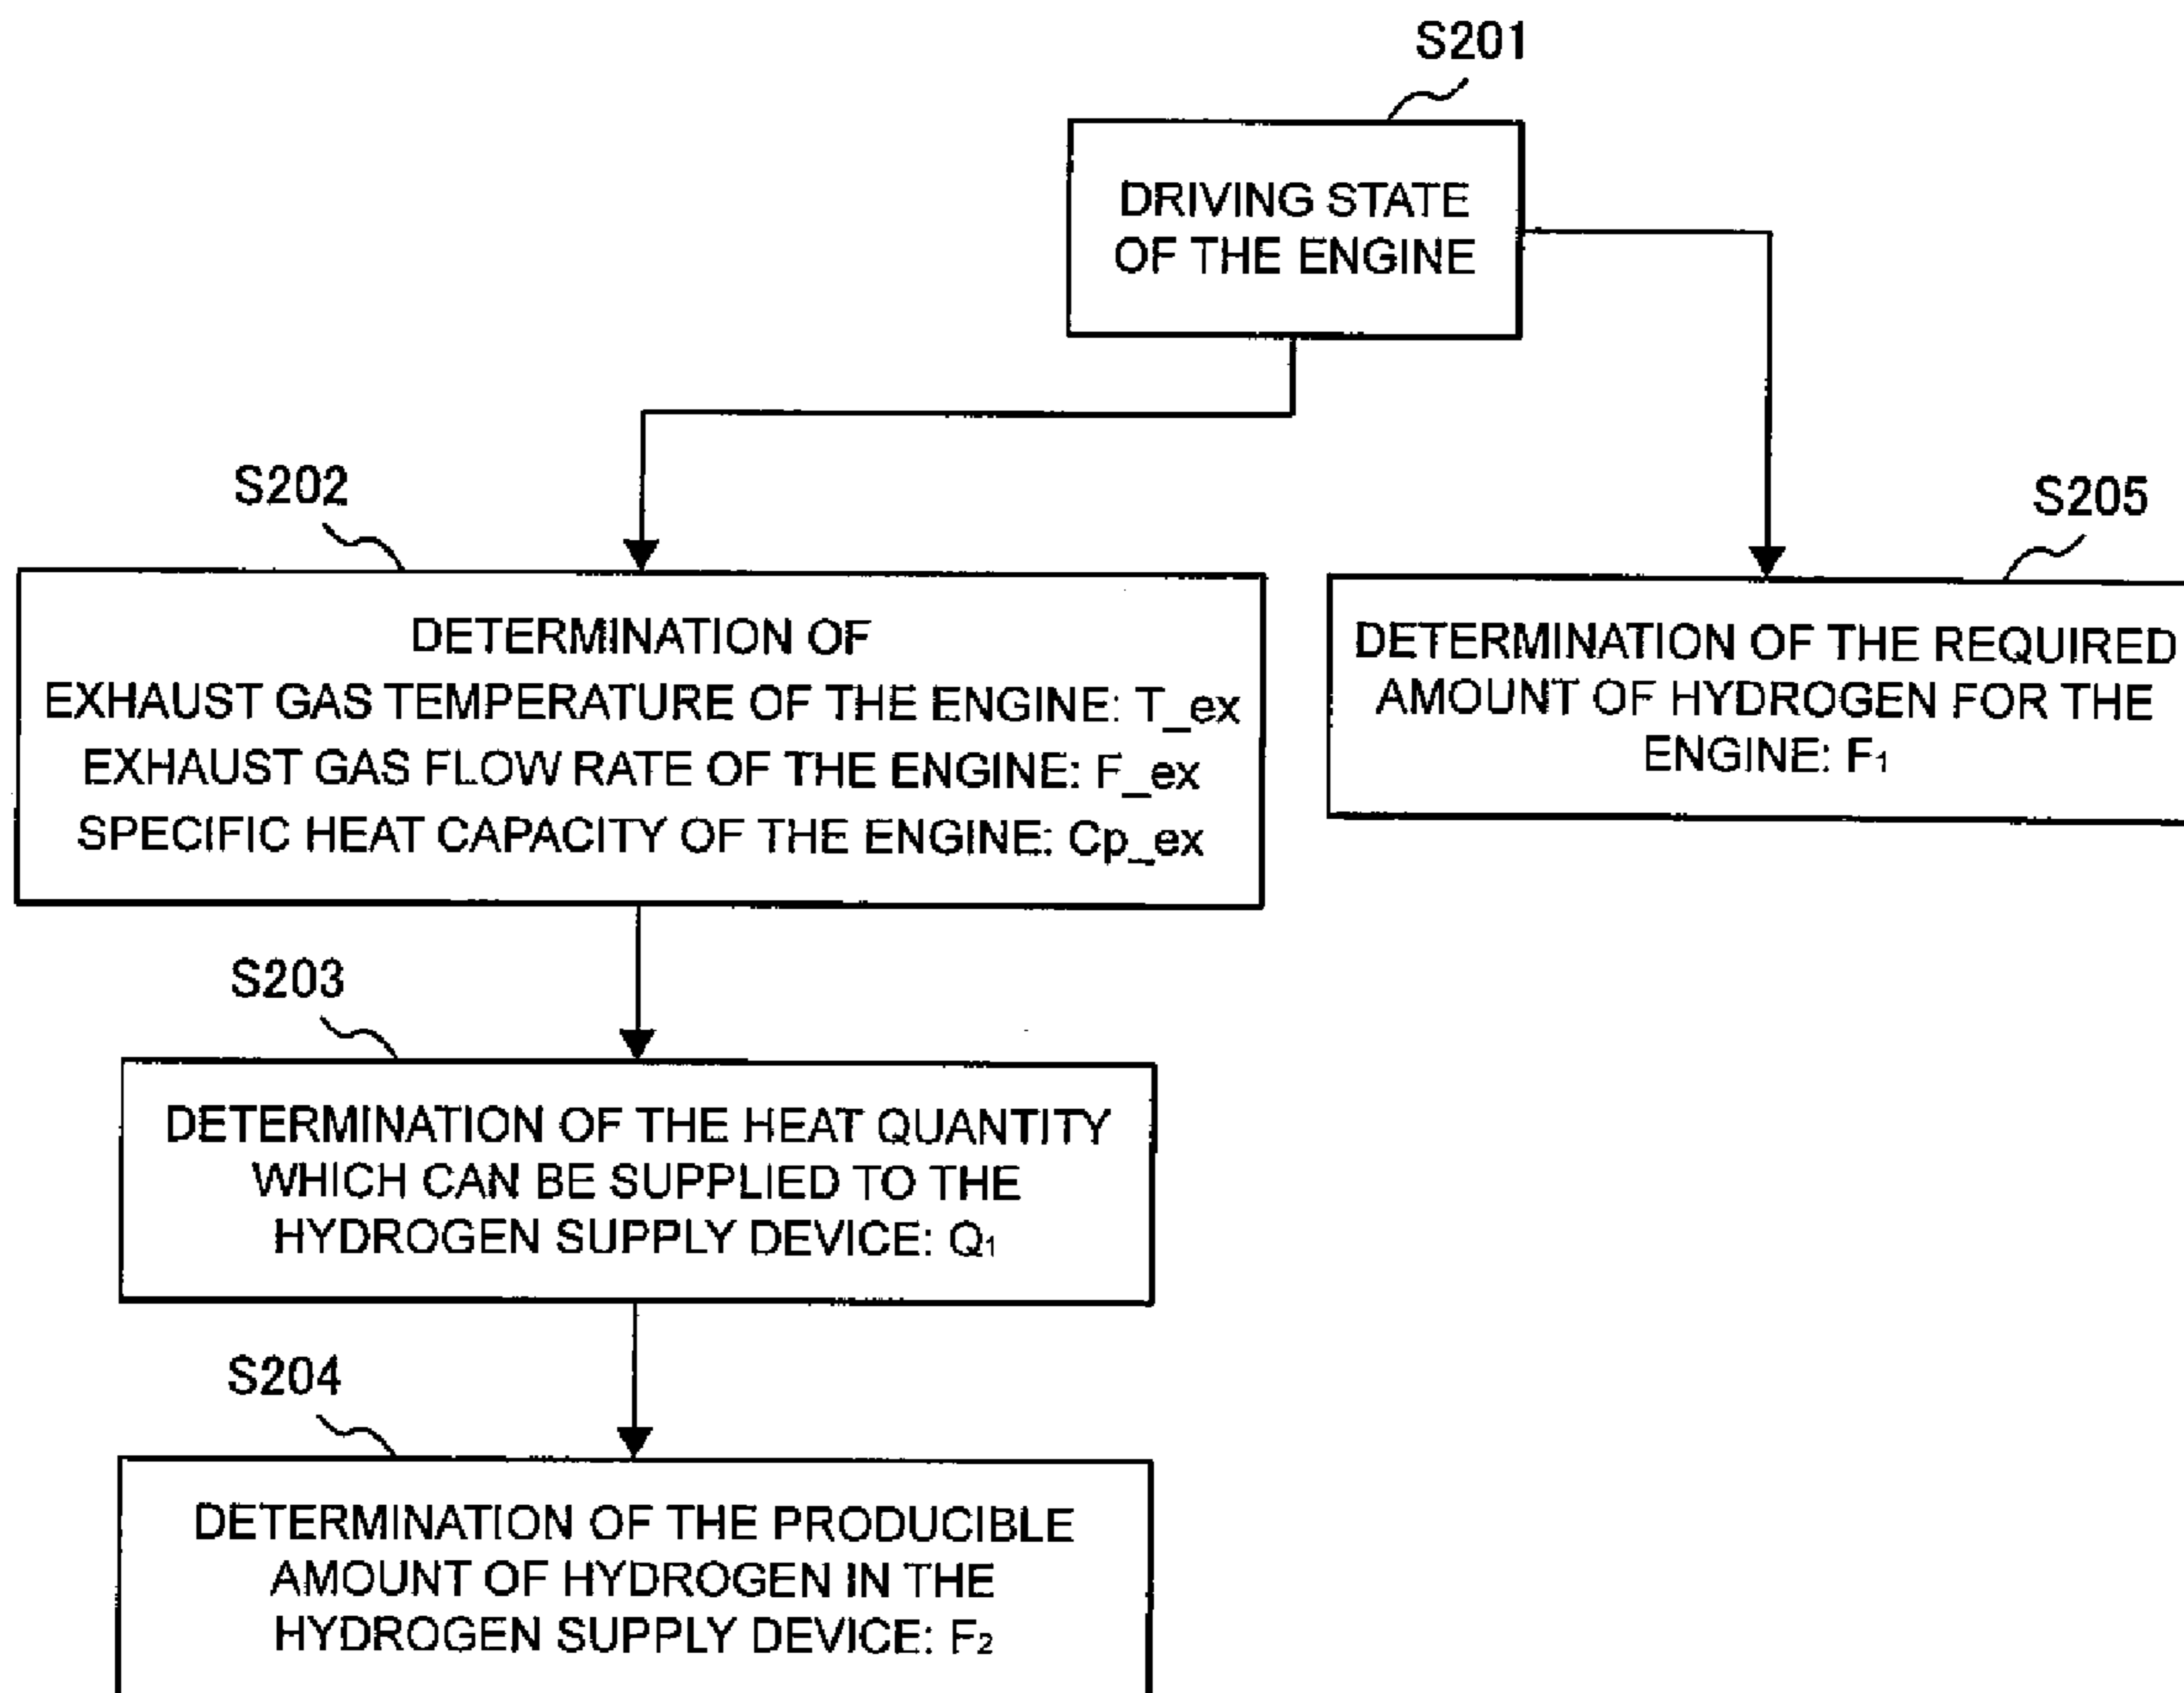 S201
DRIVING STATE
OF THE ENGINE
S202
DETERMINATION OF
EXHAUST GAS TEMPERATURE OF THE ENGINE: T_ex
EXHAUST GAS FLOW RATE OF THE ENGINE: F_ex
SPECIFIC HEAT CAPACITY OF THE ENGINE: Cp_ex
S205
DETERMINATION OF THE REQUIRED
AMOUNT OF HYDROGEN FOR THE
ENGINE: F₁
S203
DETERMINATION OF THE HEAT QUANTITY
WHICH CAN BE SUPPLIED TO THE
HYDROGEN SUPPLY DEVICE: Q₁
S204
DETERMINATION OF THE PRODUCIBLE
AMOUNT OF HYDROGEN IN THE
HYDROGEN SUPPLY DEVICE: F₂